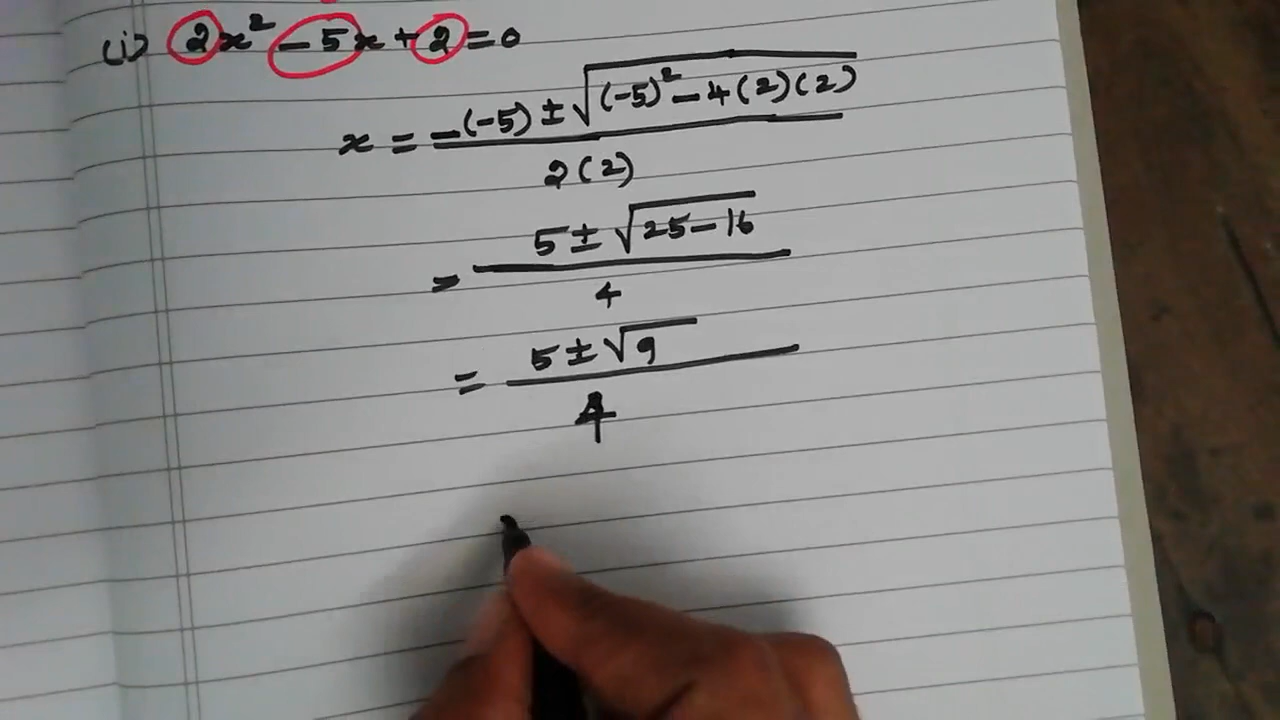 (i) 2x² - 5x + 2 = 0
x = -(-5) ± √(-5)² - 4(2)(2)
2(2)
= 5 ± √25 - 16
4
= 5 ± √9
4